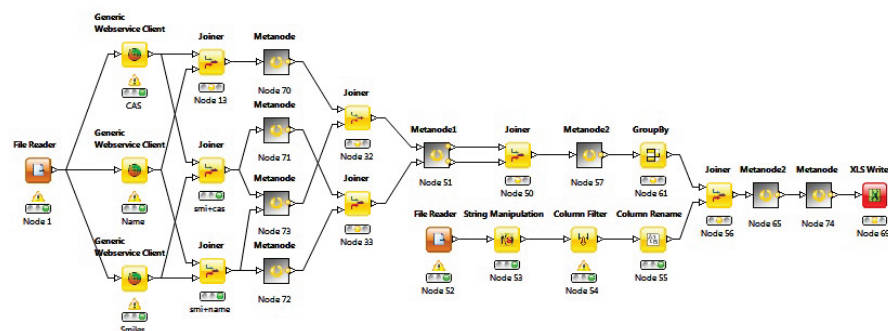 Generic
Webservice Client
CAS
Joiner
Node 13
Metanode
Node 70
File Reader
Node 1
Generic
Webservice Client
Name
Joiner
smi+cas
Metanode
Node 71
Metanode
Node 73
Joiner
Node 32
Joiner
Node 33
Generic
Webservice Client
Smiles
Joiner
smi+name
Metanode
Node 72
Metanode1
Node 51
Joiner
Node 50
Metanode2
Node 57
GroupBy
Node 61
File Reader
Node 52
String Manipulation
Node 53
Column Filter
Node 54
Column Rename
Node 55
Joiner
Node 56
Metanode2
Node 65
Metanode
Node 74
XLS Write
Node 69